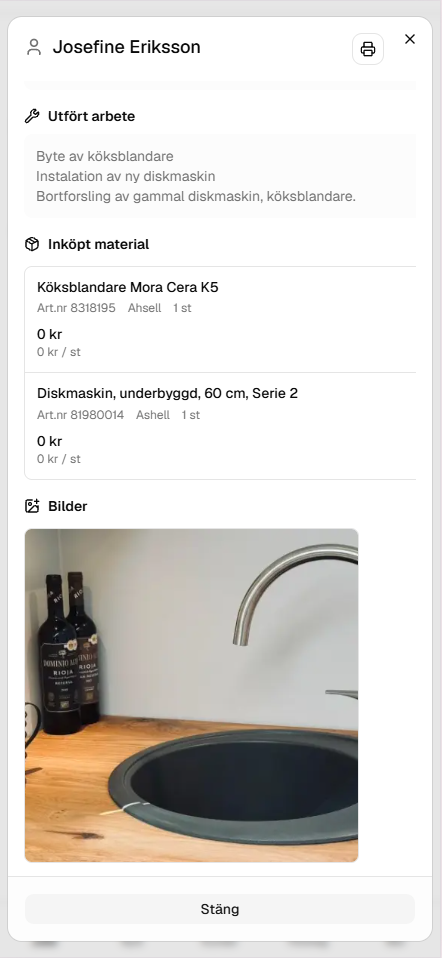 Josefine Eriksson
Utfört arbete
Byte av köksblandare
Instalation av ny diskmaskin
Bortforsling av gammal diskmaskin, köksblandare.
Inköpt material
Köksblandare Mora Cera K5
Art.nr 8318195 Ahsell 1 st
0 kr
0 kr / st
Diskmaskin, underbyggd, 60 cm, Serie 2
Art.nr 81980014 Ashell 1 st
0 kr
0 kr / st
Bilder
RIOJA
RIOJA
Stäng